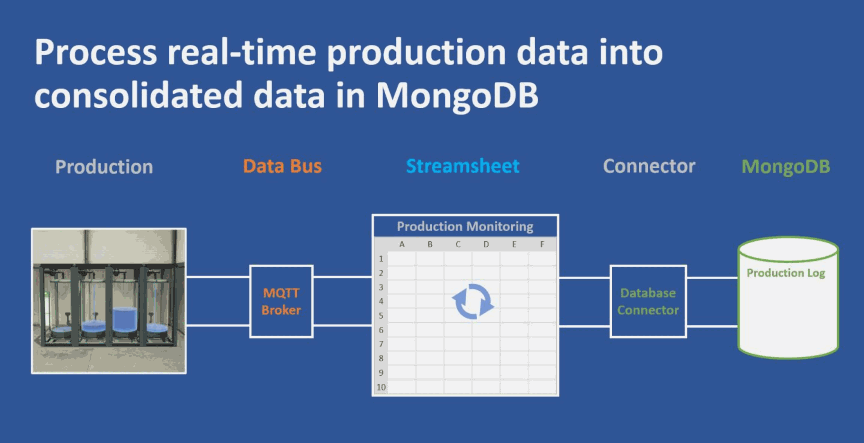 Process real-time production data into
consolidated data in MongoDB
Production
Data Bus
Streamsheet
Connector
MongoDB
Production Monitoring
A B C D E F
1
2
3
4
5
6
7
8
9
10
MQTT
Broker
Database
Connector
Production Log